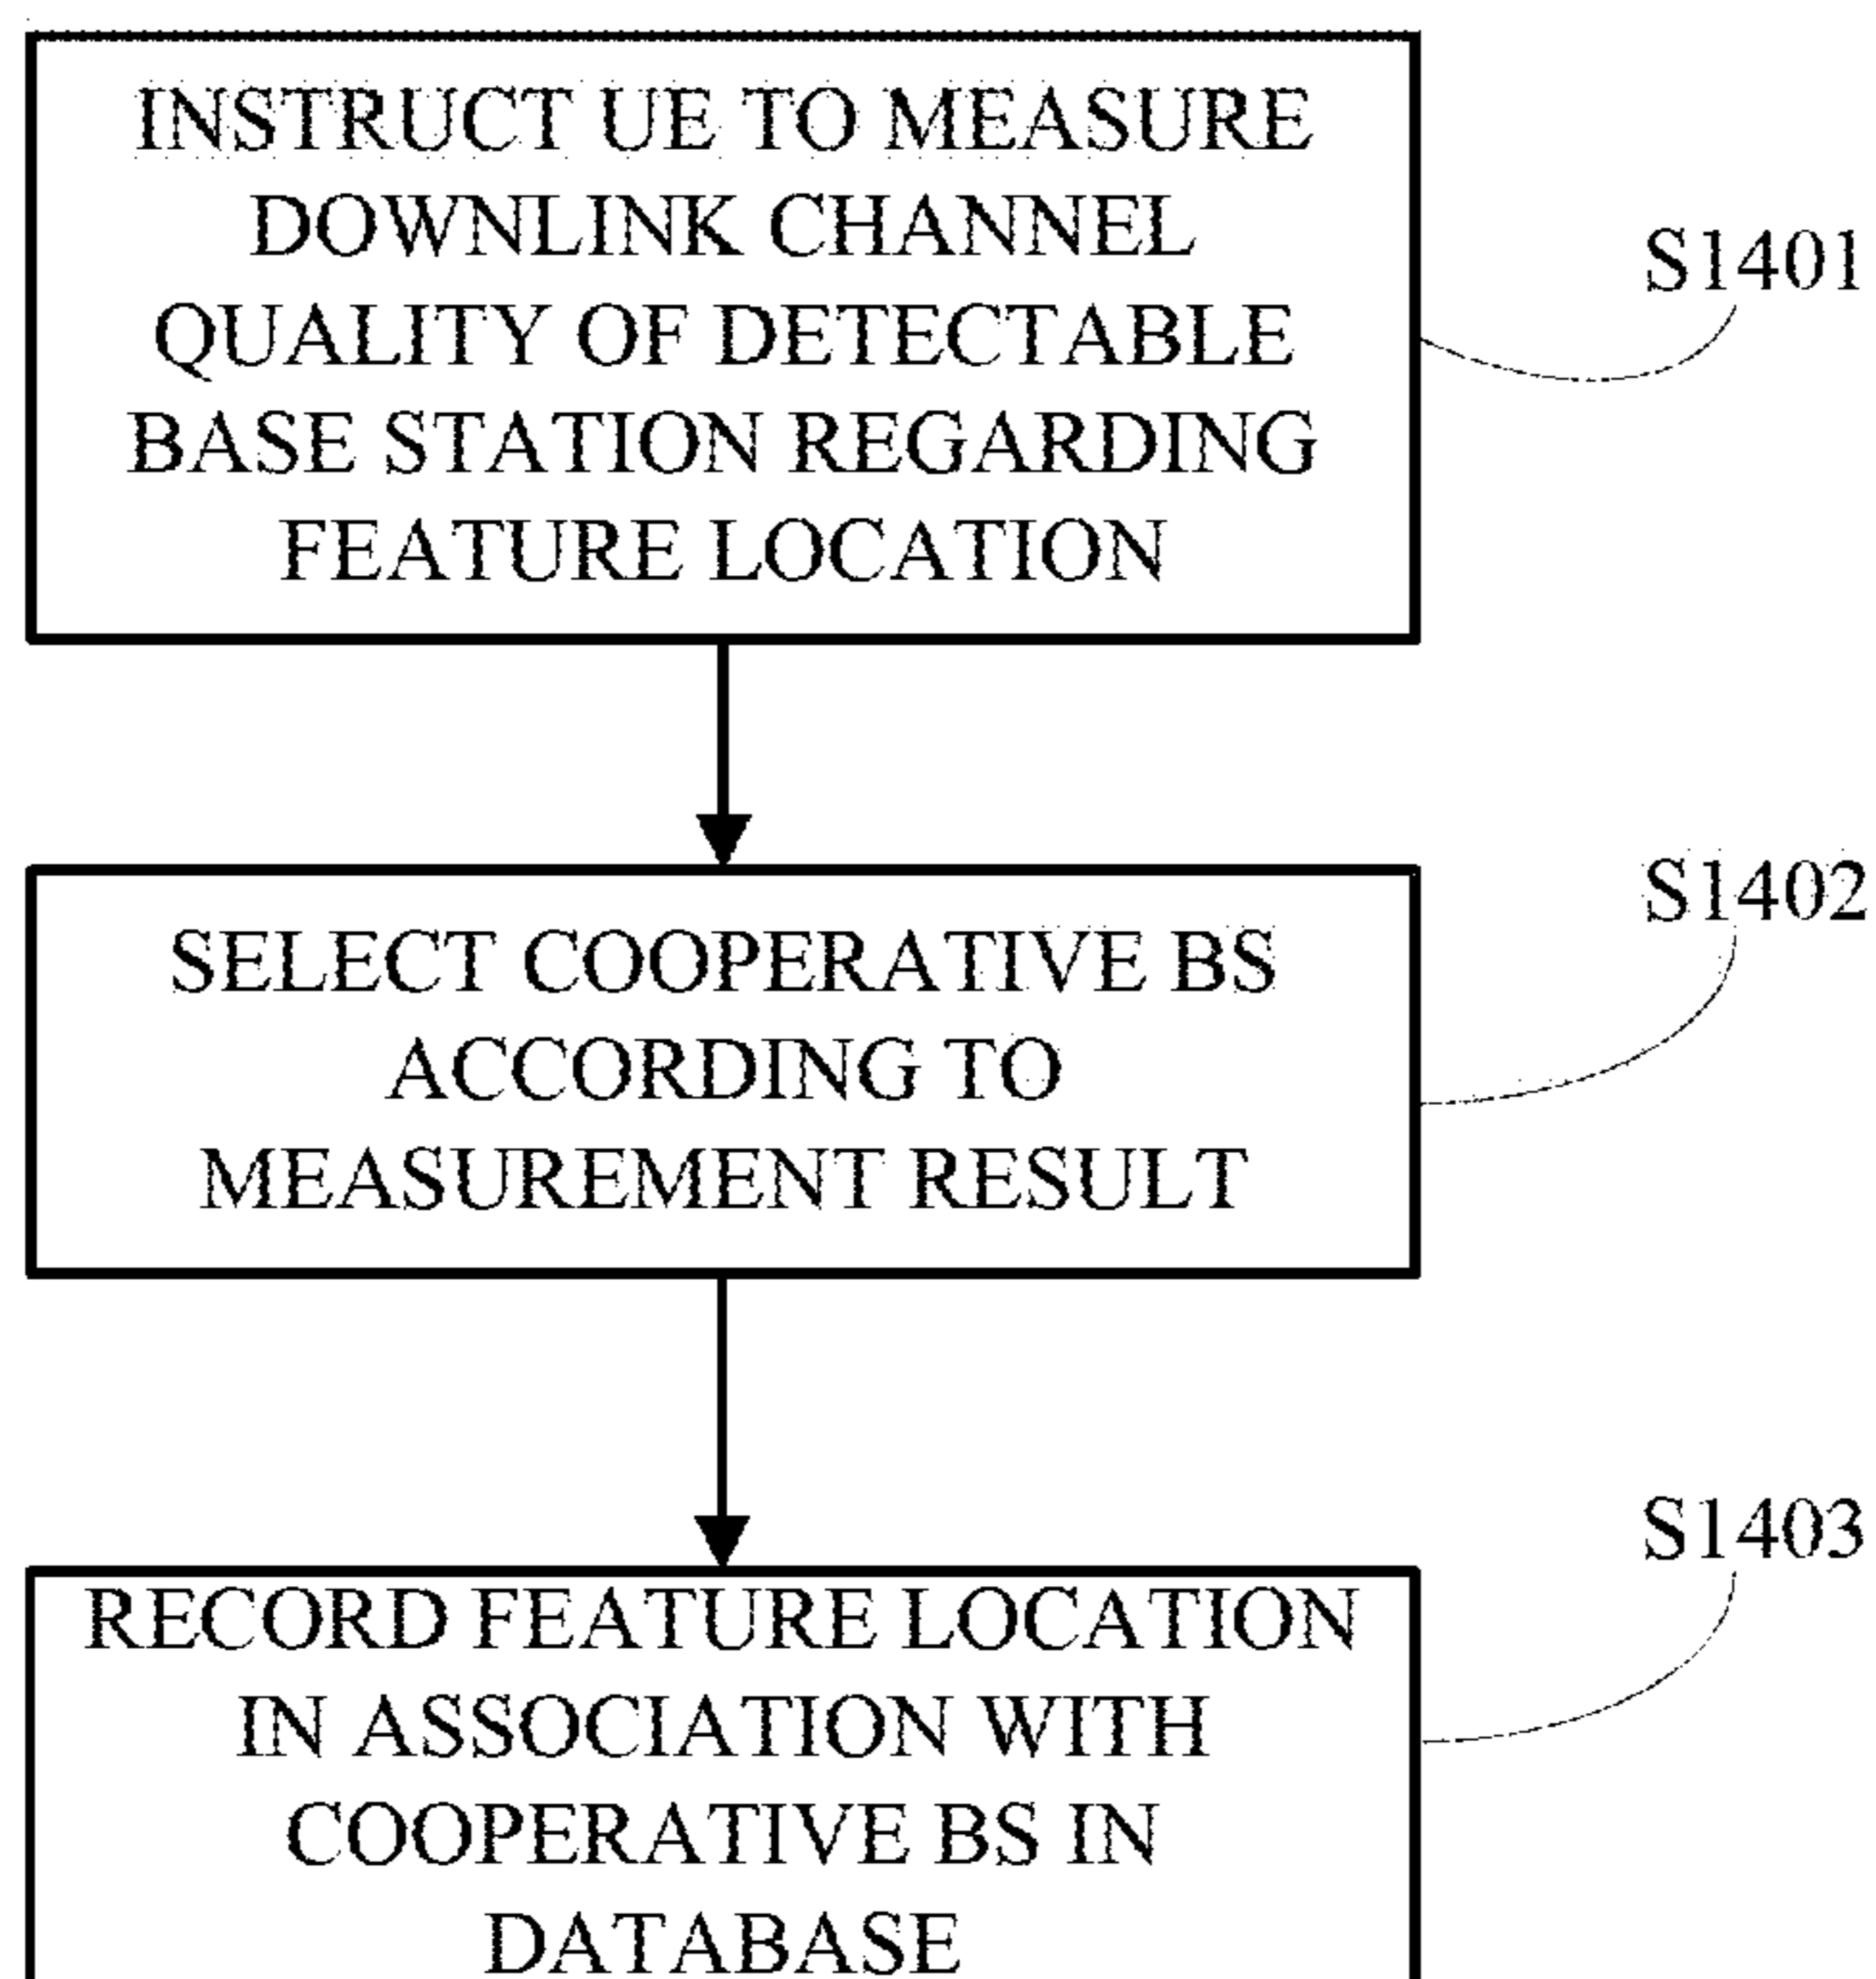 INSTRUCT UE TO MEASURE
DOWNLINK CHANNEL
QUALITY OF DETECTABLE
BASE STATION REGARDING
FEATURE LOCATION
S1401
SELECT COOPERATIVE BS
ACCORDING TO
MEASUREMENT RESULT
S1402
RECORD FEATURE LOCATION
IN ASSOCIATION WITH
COOPERATIVE BS IN
DATABASE
S1403